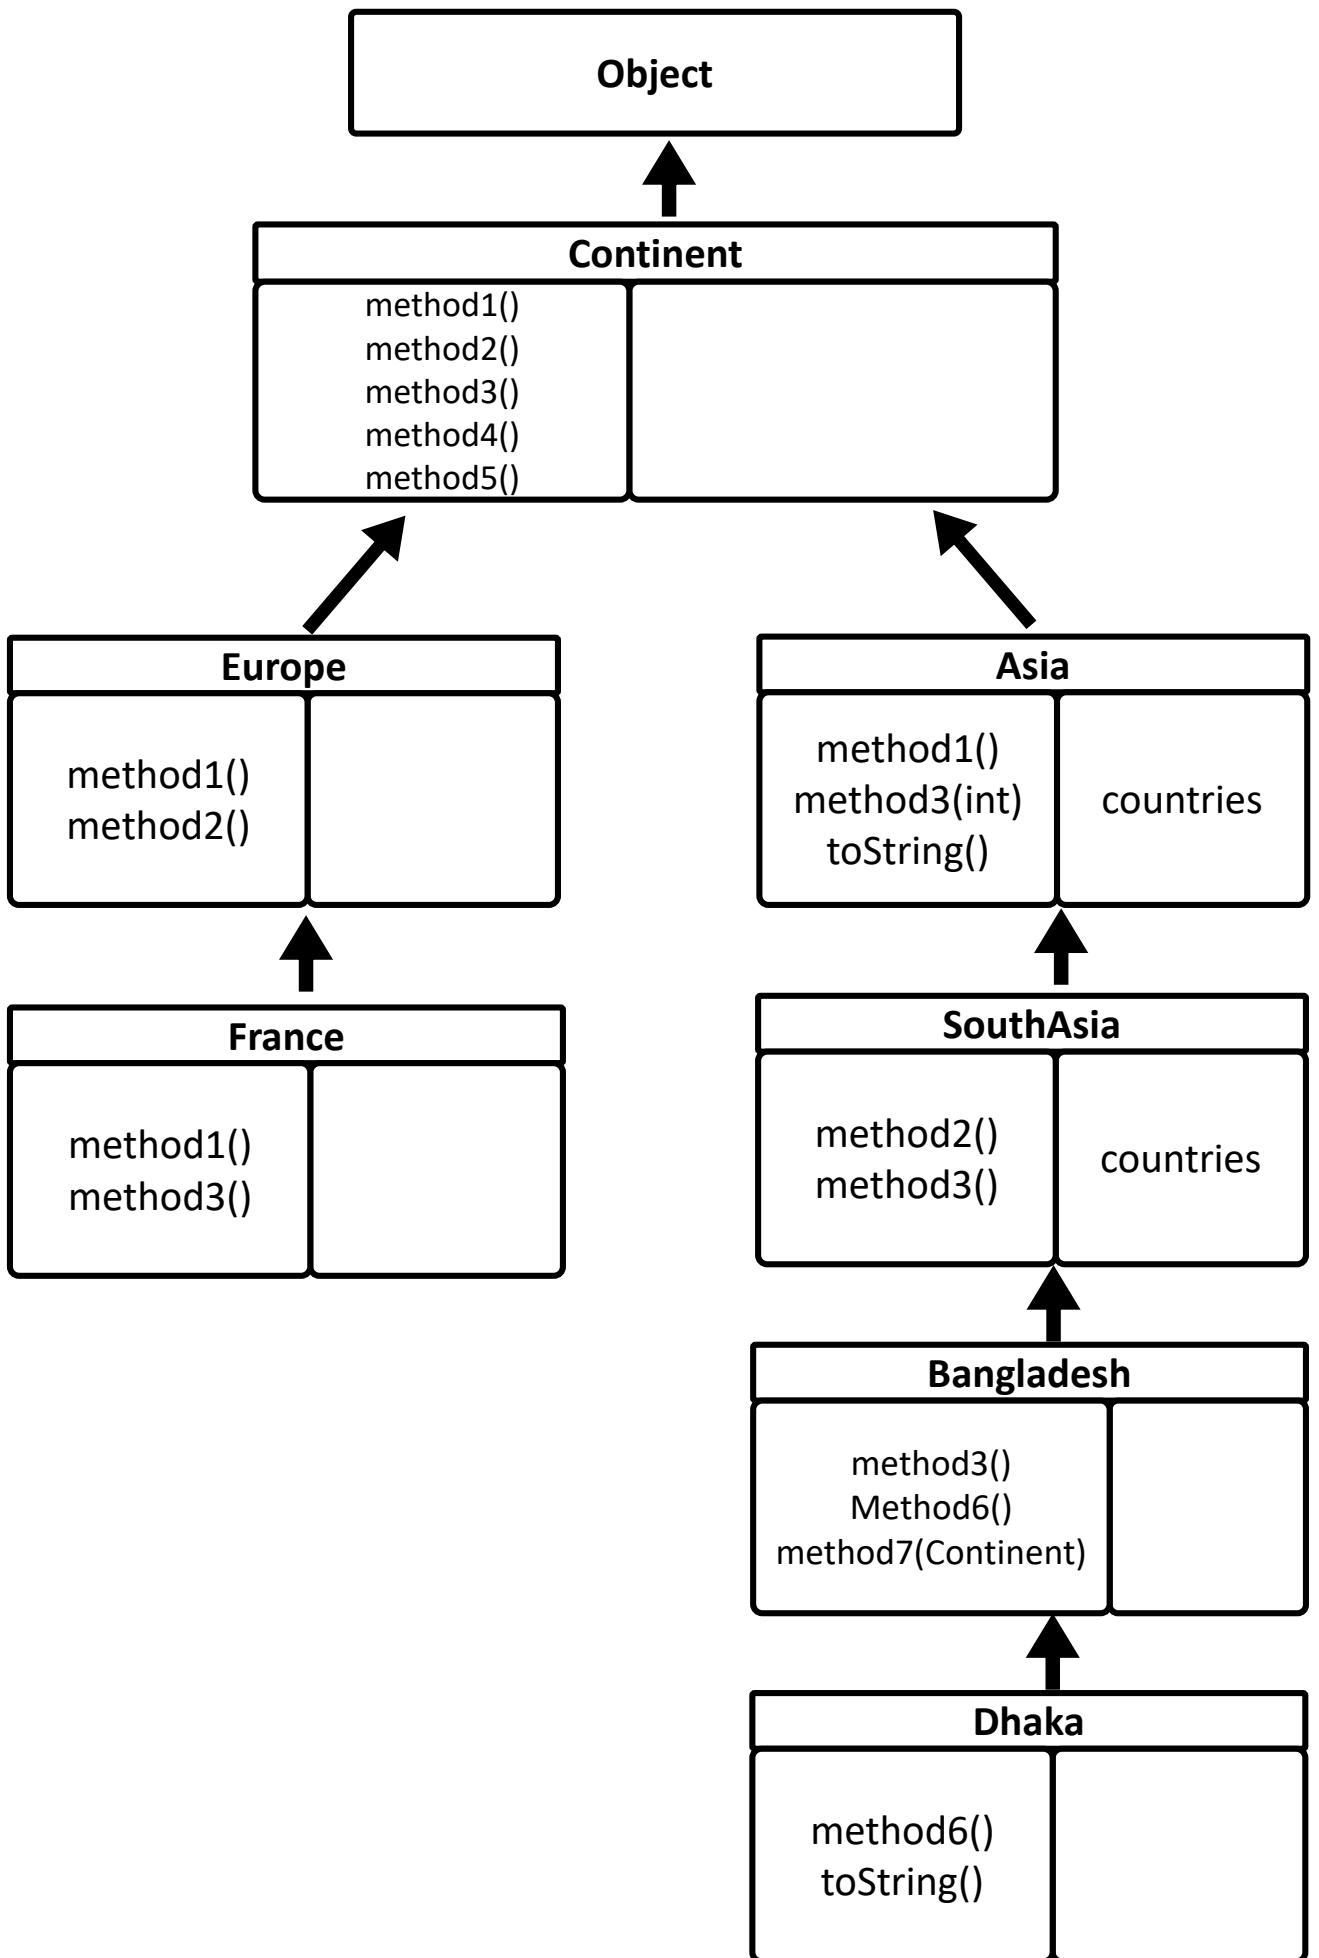 Object
Continent
method1()
method2()
method3()
method4()
method5()
Europe
method1()
method2()
Asia
method1()
method3(int)
toString()
countries
France
method1()
method3()
SouthAsia
method2()
method3()
countries
Bangladesh
method3()
Method6()
method7(Continent)
Dhaka
method6()
toString()